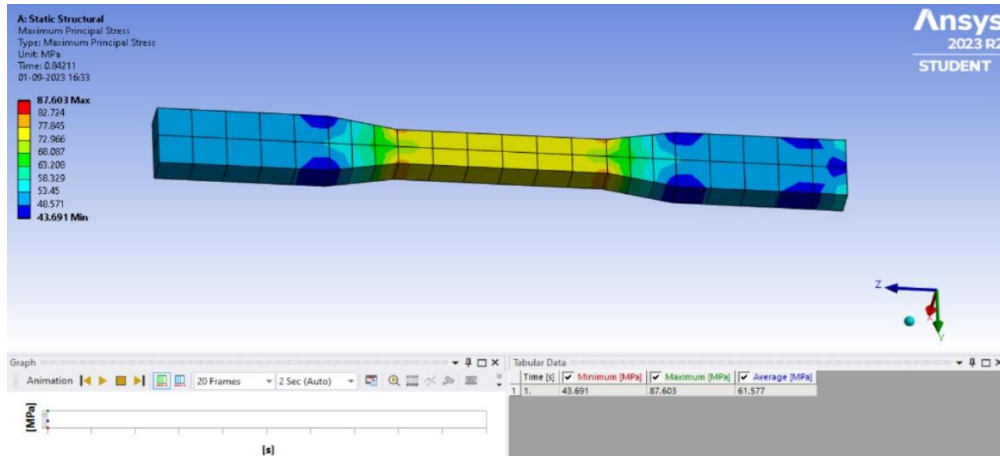 A: Static Structural
Maximum Principal Stress
Type: Maximum Principal Stress
Unit: MPa
Time: 0.84211
01-09-2023 16:33
87.603 Max
82.724
77.845
72.966
68.087
63.208
58.329
53.45
48.571
43.691 Min
Ansys
2023 R2
STUDENT
Z
X
Y
Graph
Animation 20 Frames 2 Sec (Auto)
[MPa]
[s]
Tabular Data
Time [s] Minimum [MPa] Maximum [MPa] Average [MPa]
1 1. 43.691 87.603 61.577